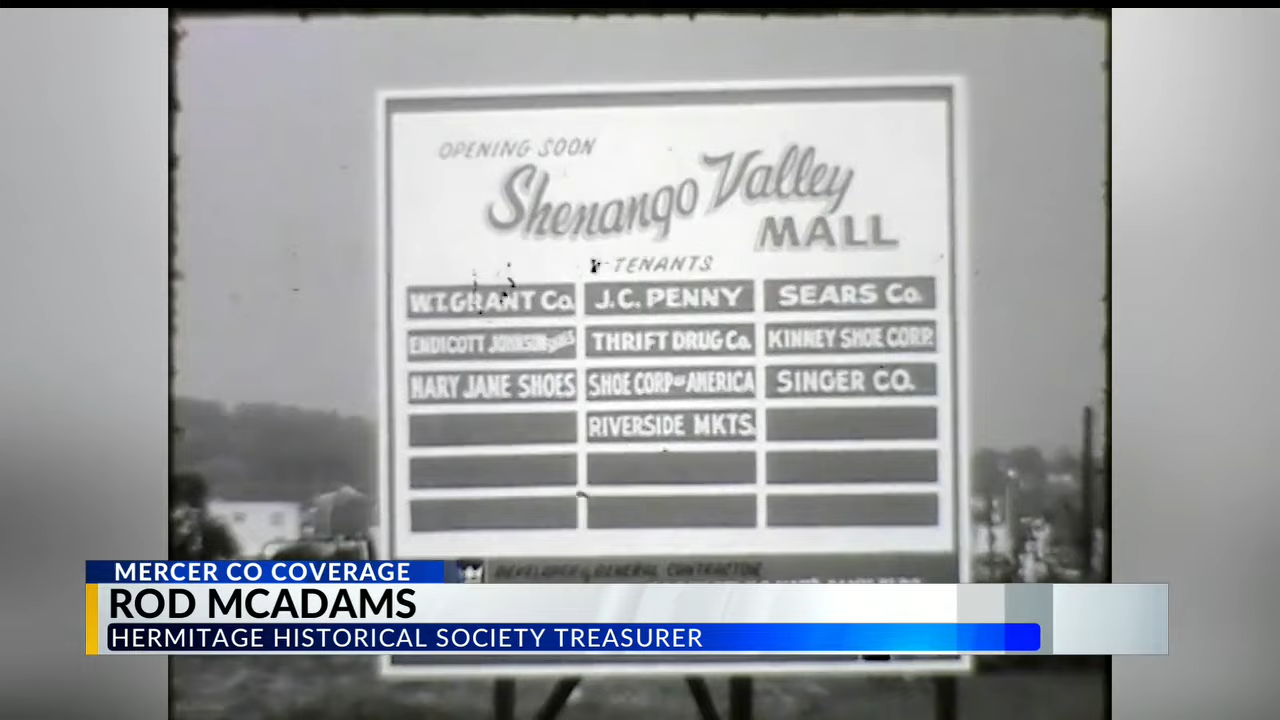 OPENING SOON
Shenango Valley
MALL
TENANTS
W.T. GRANT Co. J.C. PENNY SEARS Co.
ENDICOTT JOHNSON SHOES THRIFT DRUG Co. KINNEY SHOE CORP.
MARY JANE SHOES SHOE CORP OF AMERICA SINGER CO.
RIVERSIDE MKTS.
DEVELOPER & GENERAL CONTRACTOR
MERCER CO COVERAGE
ROD MCADAMS
HERMITAGE HISTORICAL SOCIETY TREASURER